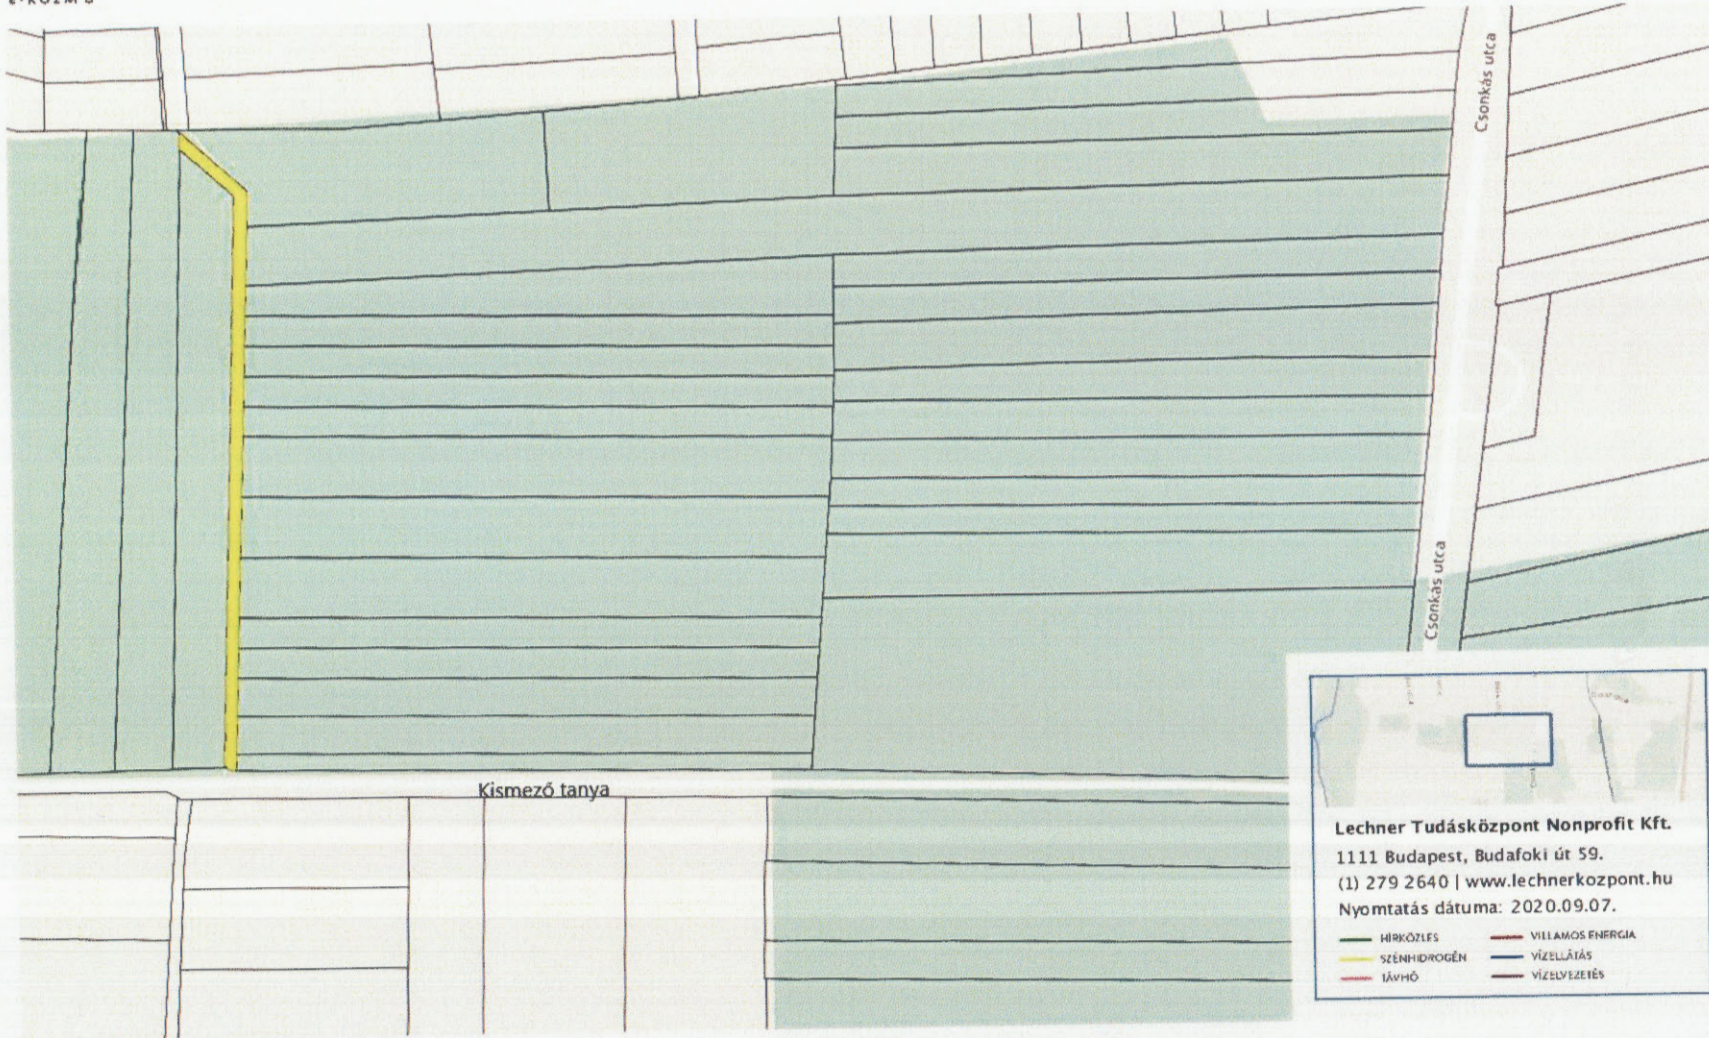 Csonkás utca
Csonkás utca
Kismező tanya
Lechner Tudásközpont Nonprofit Kft.
1111 Budapest, Budafoki út 59.
(1) 279 2640 | www.lechnerkozpont.hu
Nyomtatás dátuma: 2020.09.07.
HÍRKÖZLÉS
VILLAMOS ENERGIA
SZÉNHIDROGÉN
VÍZELLÁTÁS
TÁVHŐ
VÍZELVEZETÉS